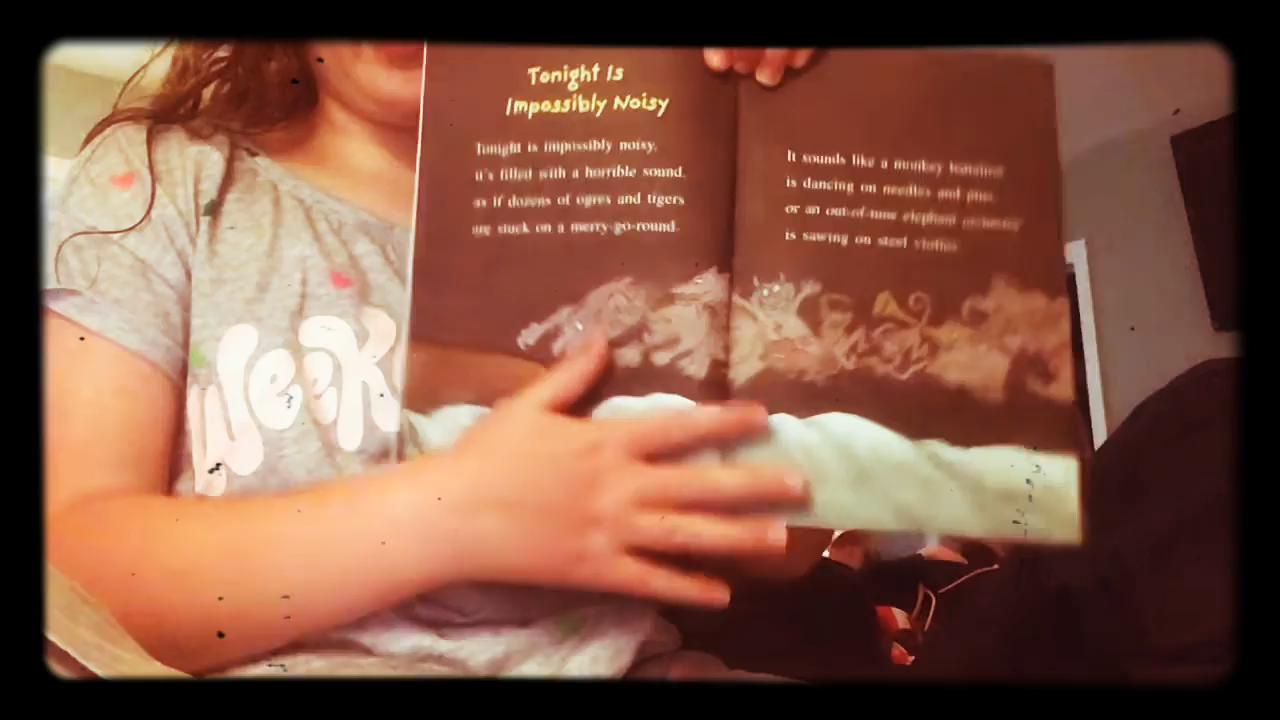 Tonight Is
Impossibly Noisy
Tonight is impossibly noisy,
it's filled with a horrible sound,
as if dozens of ogres and tigers
are stuck on a merry-go-round.
It sounds like a monkey battalion
is dancing on needles and pins,
or an out-of-tune elephant orchestra
is sawing on steel violins.
WeeK